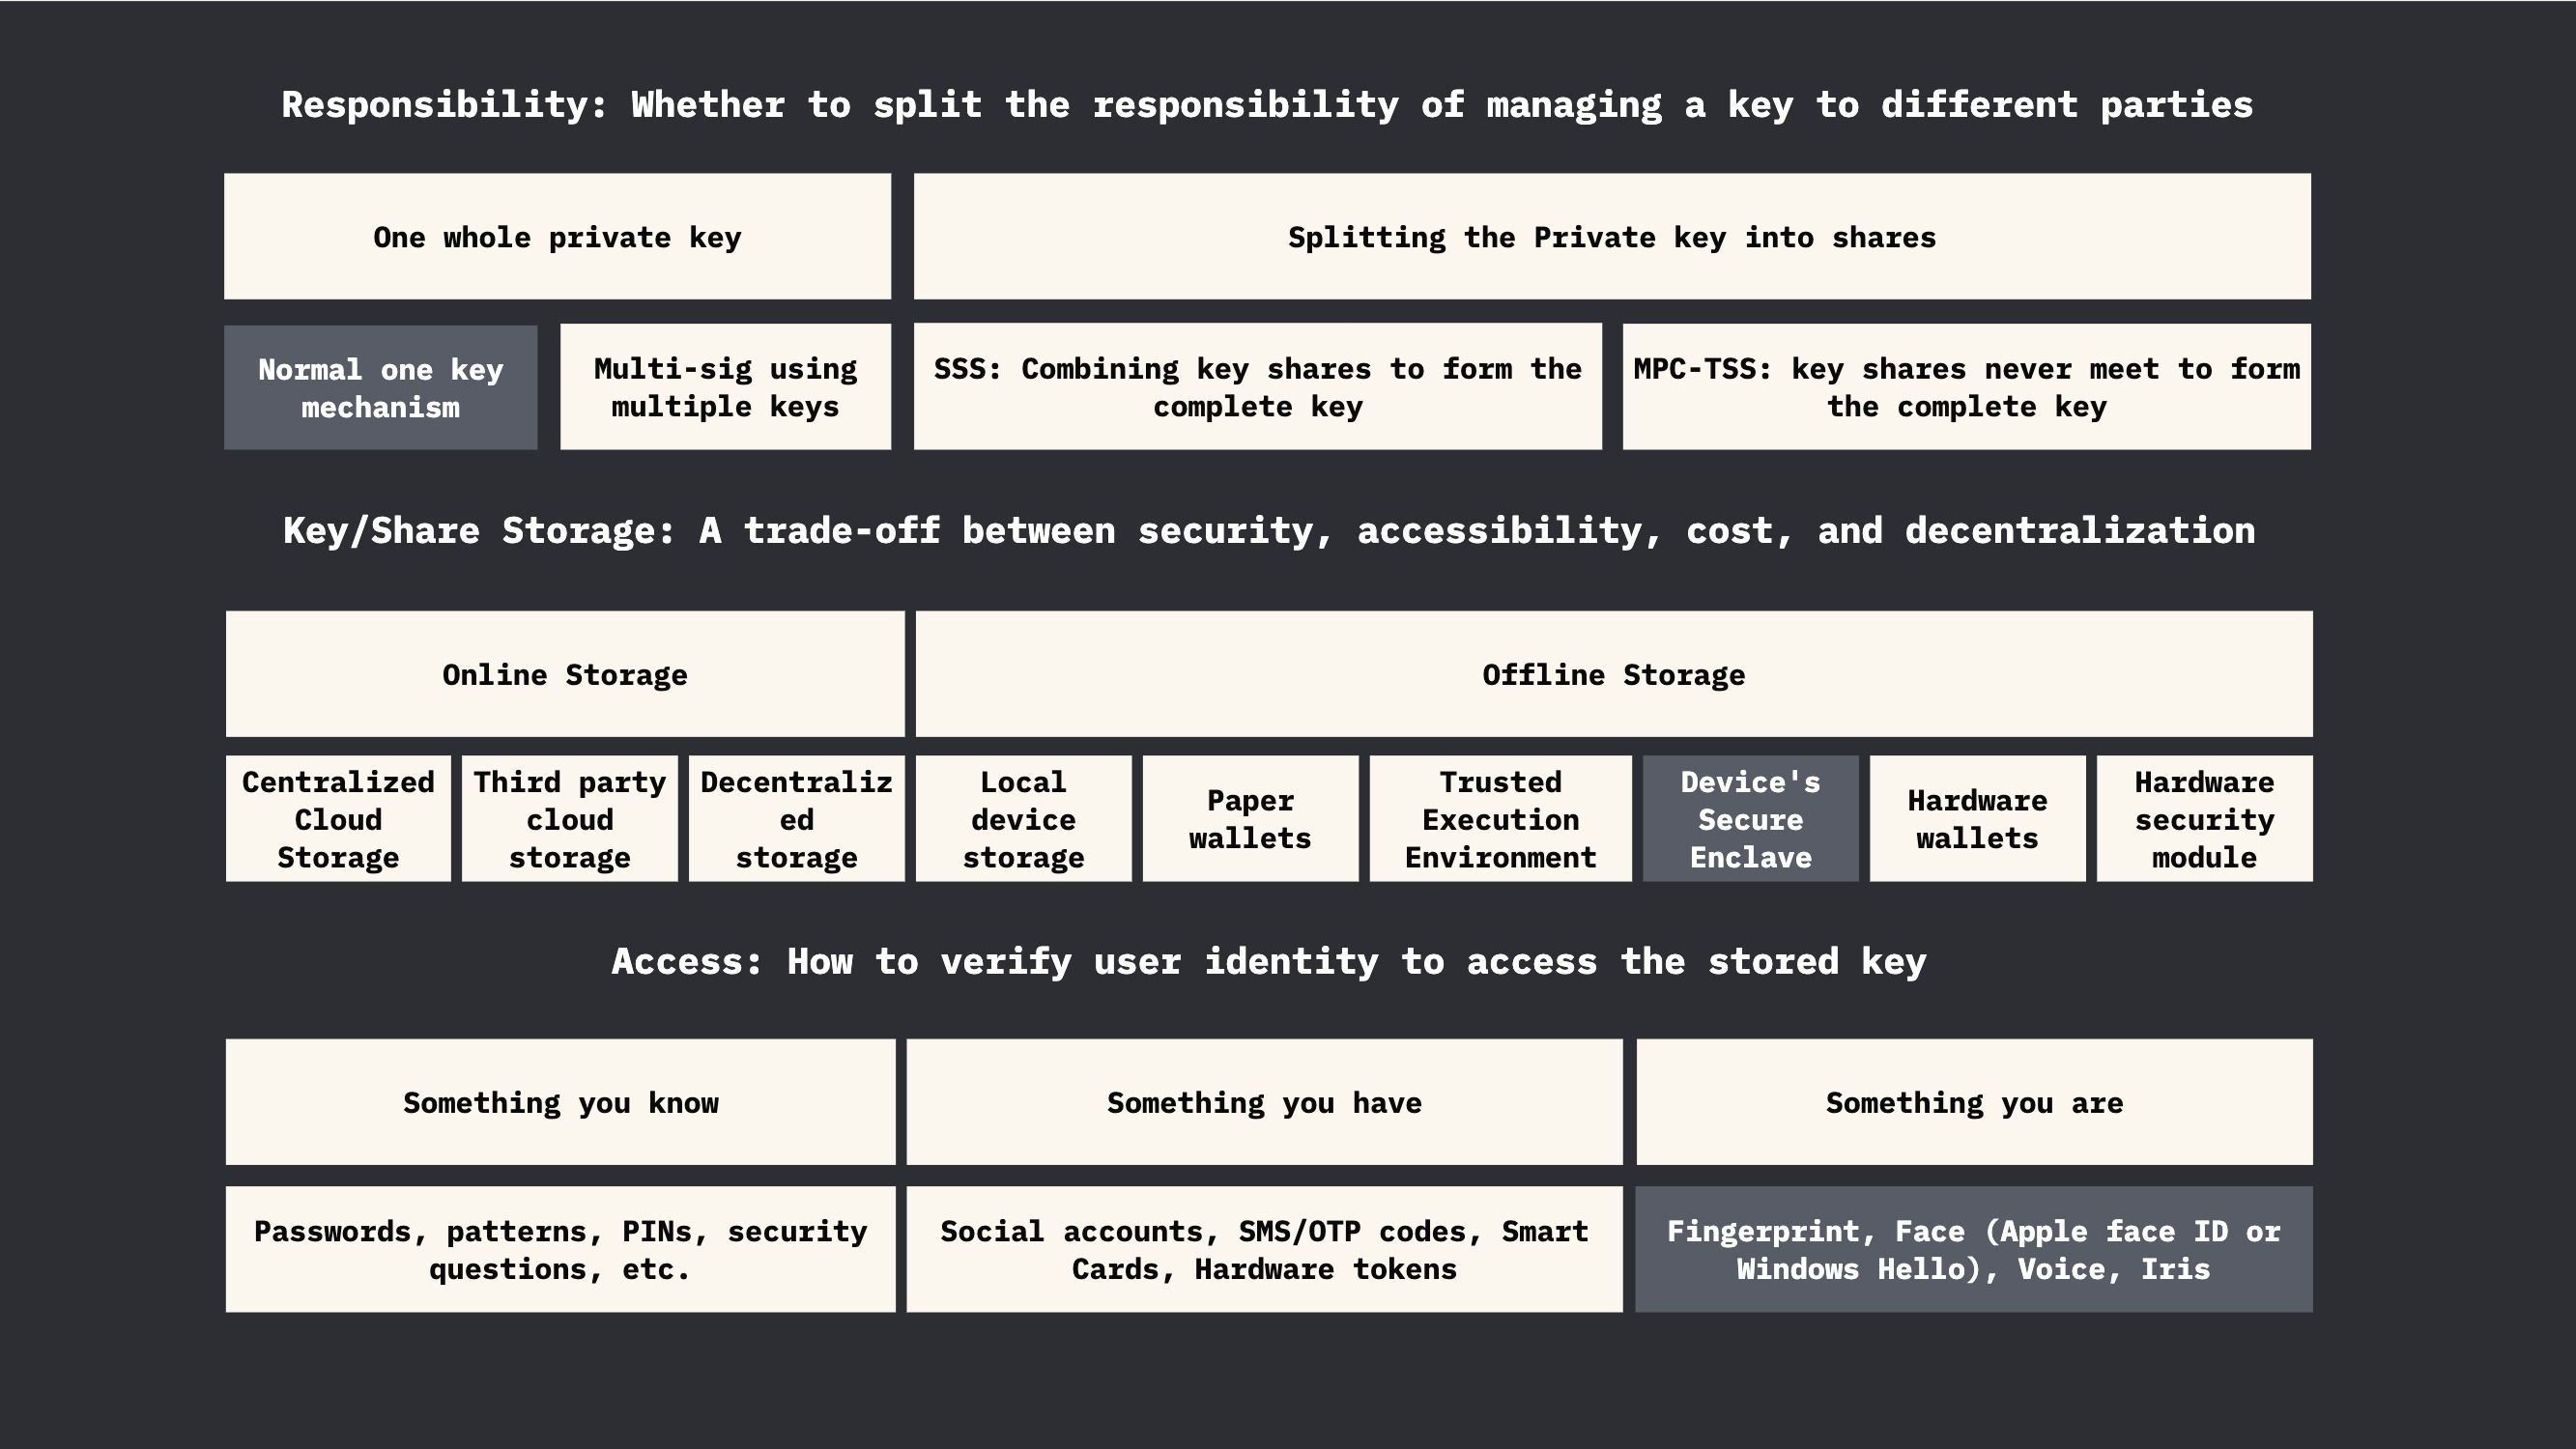 Responsibility: Whether to split the responsibility of managing a key to different parties
One whole private key
Splitting the Private key into shares
Normal one key
mechanism
Multi-sig using
multiple keys
SSS: Combining key shares to form the
complete key
MPC-TSS: key shares never meet to form
the complete key
Key/Share Storage: A trade-off between security, accessibility, cost, and decentralization
Online Storage
Offline Storage
Centralized
Cloud
Storage
Third party
cloud
storage
Decentraliz
ed
storage
Local
device
storage
Paper
wallets
Trusted
Execution
Environment
Device's
Secure
Enclave
Hardware
wallets
Hardware
security
module
Access: How to verify user identity to access the stored key
Something you know
Something you have
Something you are
Passwords, patterns, PINs, security
questions, etc.
Social accounts, SMS/OTP codes, Smart
Cards, Hardware tokens
Fingerprint, Face (Apple face ID or
Windows Hello), Voice, Iris